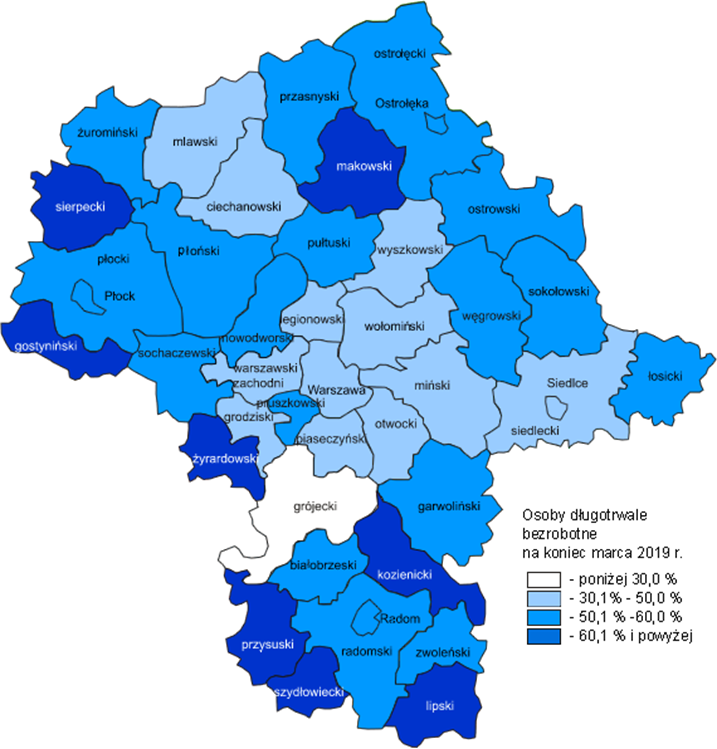 ostrołęcki
przasnyski
Ostrołęka
żuromiński
mlawski
makowski
sierpecki
ciechanowski
ostrowski
płoński
pułtuski
wyszkowski
płocki
sokołowski
Płock
legionowski
węgrowski
wołomiński
nowodworski
gostyniński
sochaczewski
warszawski
zachodni
łosicki
Siedlce
miński
Warszawa
pruszkowski
grodziski
otwocki
siedlecki
piaseczyński
żyrardowski
grójecki
garwoliński
Osoby długotrwale
bezrobotne
na koniec marca 2019 r.
białobrzeski
kozienicki
- poniżej 30,0 %
- 30,1% - 50,0 %
- 50,1 % -60,0 %
- 60,1 % i powyżej
Radom
przysuski
radomski
zwoleński
szydłowiecki
lipski